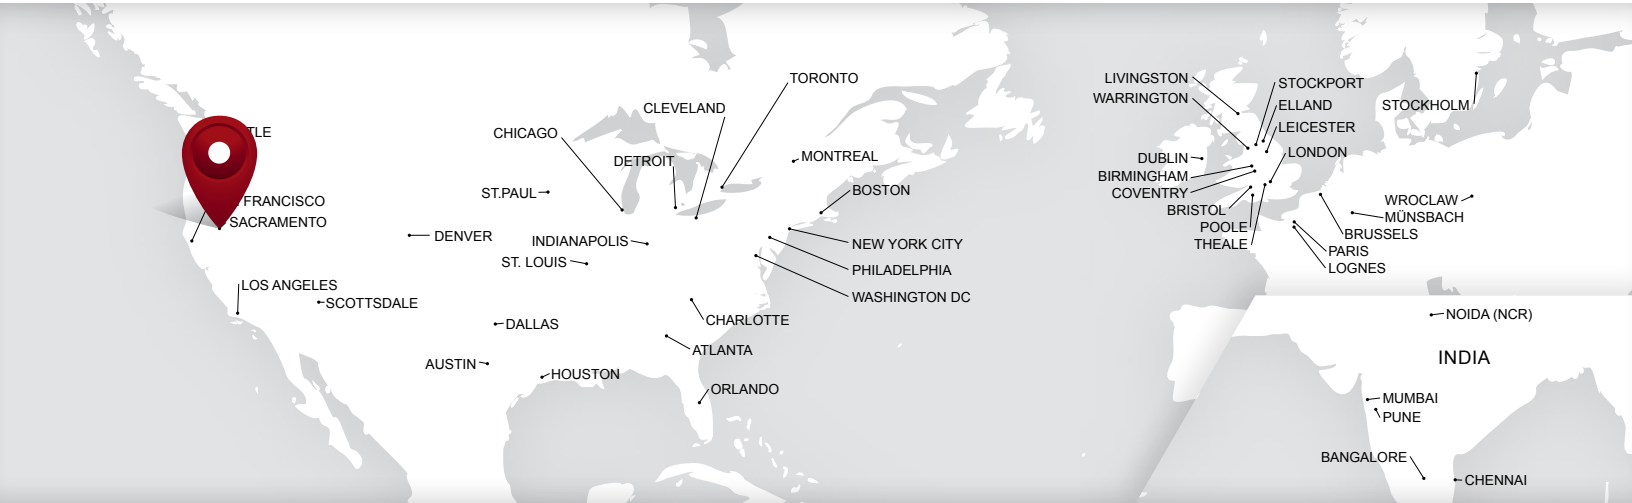 TORONTO
CLEVELAND
CHICAGO
TLE
DETROIT
MONTREAL
ST.PAUL
BOSTON
FRANCISCO
SACRAMENTO
DENVER
INDIANAPOLIS
NEW YORK CITY
ST. LOUIS
PHILADELPHIA
LOS ANGELES
SCOTTSDALE
WASHINGTON DC
DALLAS
CHARLOTTE
ATLANTA
AUSTIN
HOUSTON
ORLANDO
LIVINGSTON
STOCKPORT
WARRINGTON
ELLAND
STOCKHOLM
LEICESTER
DUBLIN
LONDON
BIRMINGHAM
COVENTRY
BRISTOL
POOLE
THEALE
WROCLAW
MÜNSBACH
BRUSSELS
PARIS
LOGNES
NOIDA (NCR)
INDIA
MUMBAI
PUNE
BANGALORE
CHENNAI